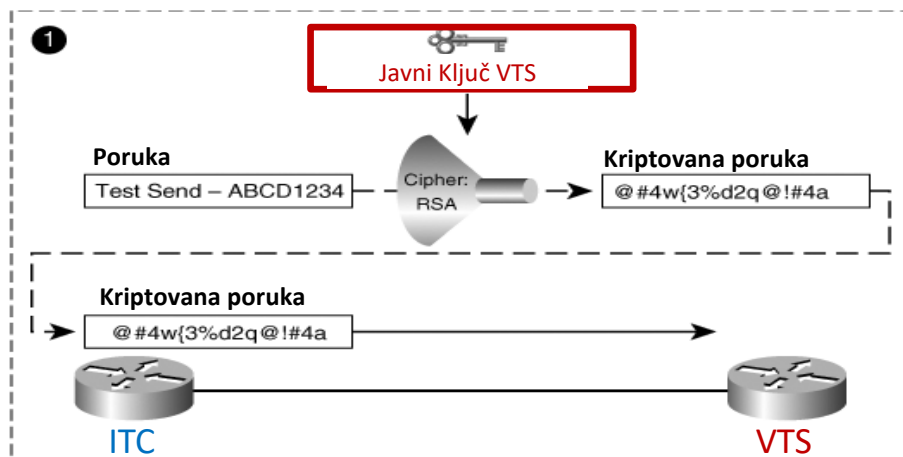 1
Javni Ključ VTS
Poruka
Test Send – ABCD1234
Cipher:
RSA
Kriptovana poruka
@#4w{3%d2q@!#4a
Kriptovana poruka
@#4w{3%d2q@!#4a
ITC
VTS